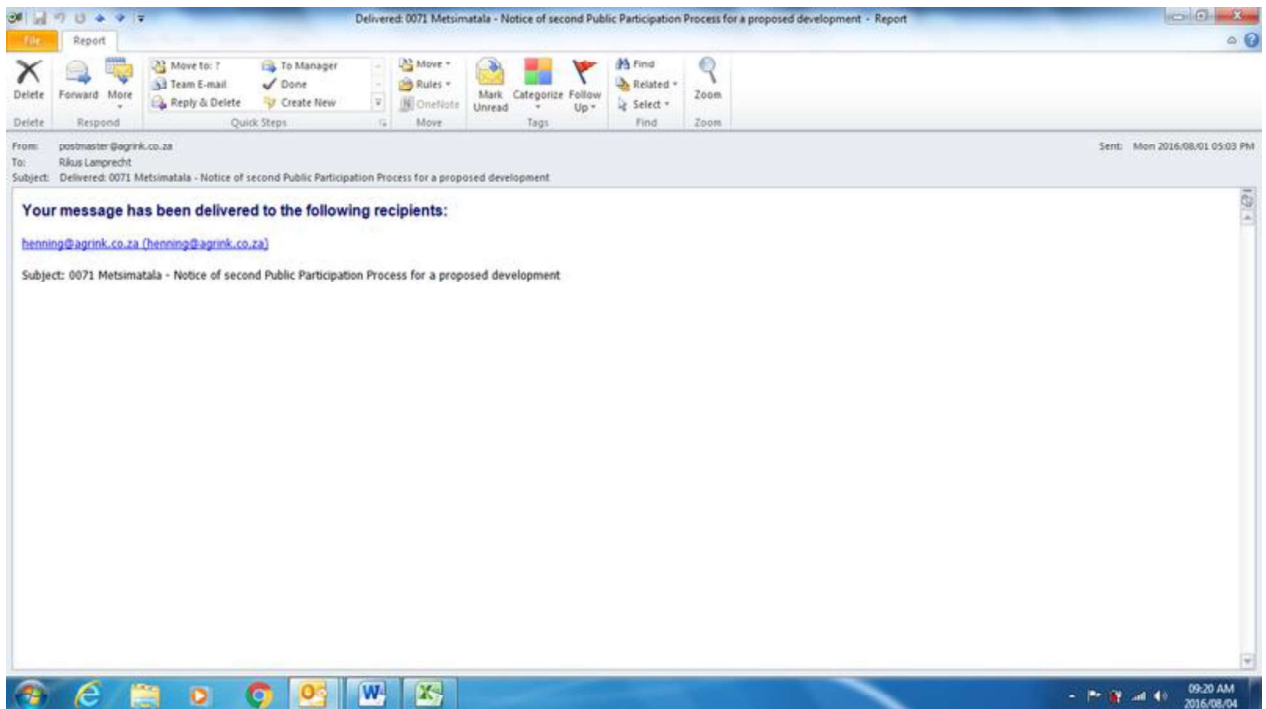 Delivered: 0071 Metsimatala - Notice of second Public Participation Process for a proposed development - Report
File Report
Move to: ? To Manager Move Find
Team E-mail Done Rules Related
Delete Forward More Reply & Delete Create New OneNote Mark Unread Categorize Follow Up Select Zoom
Delete Respond Quick Steps Move Tags Find Zoom
From: postmaster@agrink.co.za Sent: Mon 2016/08/01 05:03 PM
To: Rikus Lamprecht
Subject: Delivered: 0071 Metsimatala - Notice of second Public Participation Process for a proposed development
Your message has been delivered to the following recipients:
henning@agrink.co.za (henning@agrink.co.za)
Subject: 0071 Metsimatala - Notice of second Public Participation Process for a proposed development
09:20 AM
2016/08/04